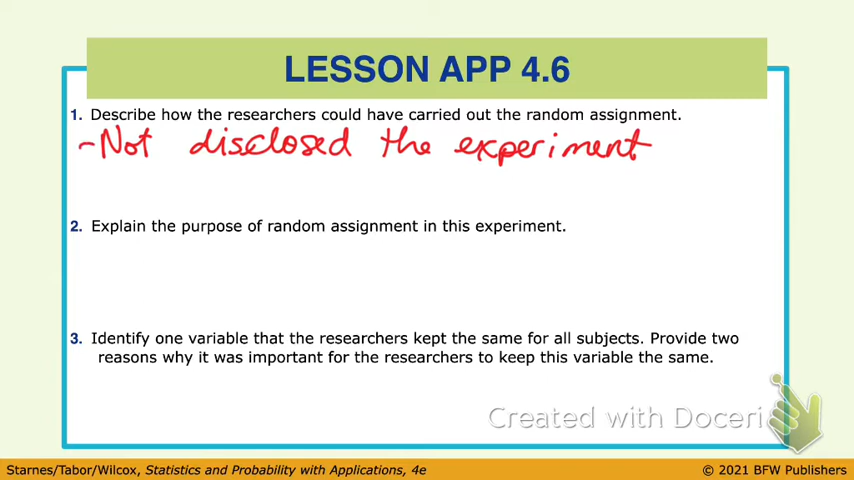 LESSON APP 4.6
1. Describe how the researchers could have carried out the random assignment.
-Not disclosed the experiment
2. Explain the purpose of random assignment in this experiment.
3. Identify one variable that the researchers kept the same for all subjects. Provide two
reasons why it was important for the researchers to keep this variable the same.
Created with Doceri
Starnes/Tabor/Wilcox, Statistics and Probability with Applications, 4e
© 2021 BFW Publishers